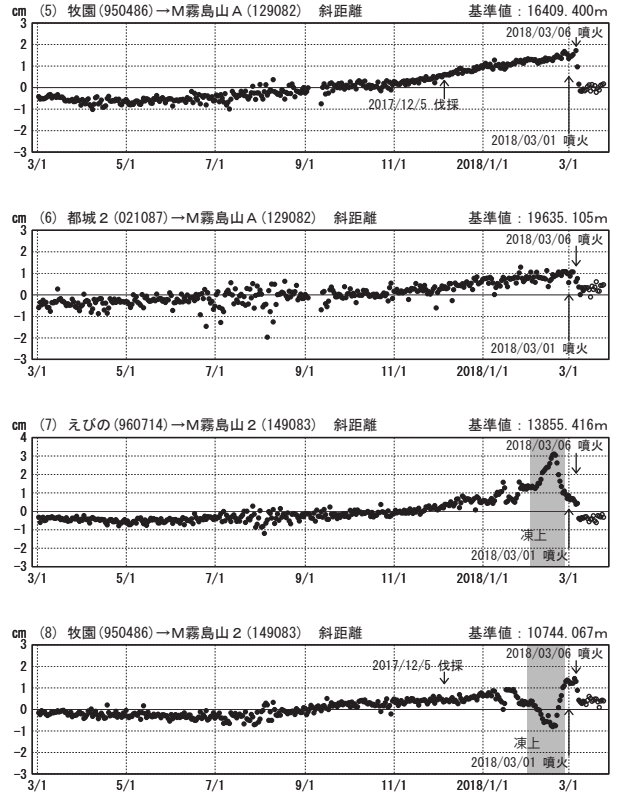 cm (5) 牧園(950486)→M霧島山A(129082) 斜距離 基準値：16409.400m
3
2018/03/06 噴火
2
1
0
2017/12/5 伐採
-1
-2
2018/03/01 噴火
-3
3/1 5/1 7/1 9/1 11/1 2018/1/1 3/1
cm (6) 都城2(021087)→M霧島山A(129082) 斜距離 基準値：19635.105m
3
2018/03/06 噴火
2
1
0
-1
-2
2018/03/01 噴火
-3
3/1 5/1 7/1 9/1 11/1 2018/1/1 3/1
cm (7) えびの(960714)→M霧島山2(149083) 斜距離 基準値：13855.416m
4
2018/03/06 噴火
3
2
1
0
-1
凍上
-2
2018/03/01 噴火
-3
3/1 5/1 7/1 9/1 11/1 2018/1/1 3/1
cm (8) 牧園(950486)→M霧島山2(149083) 斜距離 基準値：10744.067m
3
2018/03/06 噴火
2017/12/5 伐採
2
1
0
-1
凍上
-2
2018/03/01 噴火
-3
3/1 5/1 7/1 9/1 11/1 2018/1/1 3/1